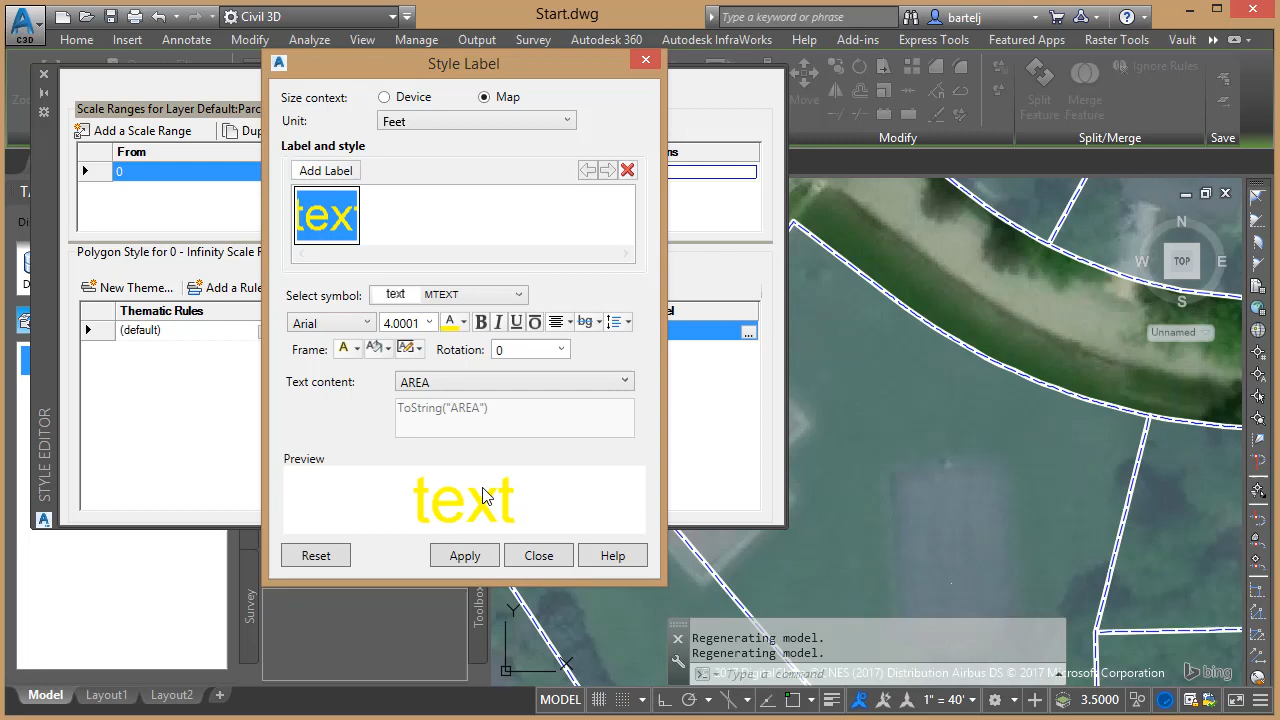 A
C3D
Civil 3D
Start.dwg
Type a keyword or phrase
bartelj
Home Insert Annotate Modify Analyze View Manage Output Survey Autodesk 360 Autodesk InfraWorks Help Add-ins Express Tools Featured Apps Raster Tools Vault
Style Label
Move
Split
Feature
Merge
Feature
Ignore Rules
Modify
Split/Merge
Save
Scale Ranges for Layer Default:Parc
Add a Scale Range
From
0
Size context: Device Map
Unit: Feet
Label and style
Add Label
text
Polygon Style for 0 - Infinity Scale R
New Theme...
Add a Rule
Thematic Rules
(default)
Select symbol: text MTEXT
Arial 4.0001 A B I U O bg
Frame: A Rotation: 0
Text content: AREA
ToString("AREA")
Preview
text
Reset Apply Close Help
STYLE EDITOR
Survey
Toolbox
N
W TOP E
S
Unnamed
Y
X
Regenerating model.
Regenerating model.
Type a command
© 2017 Microsoft Corporation
bing
Model Layout1 Layout2 +
MODEL 1" = 40' 3.5000